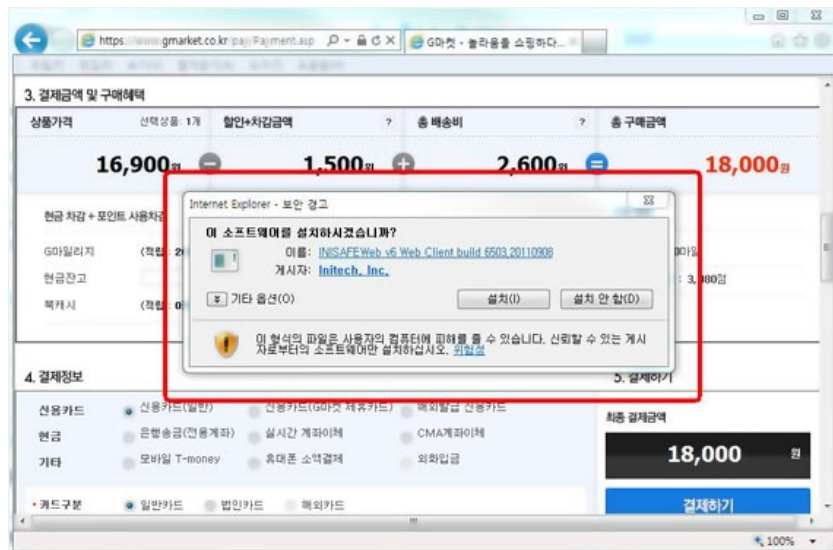 https://www.gmarket.co.kr/pay/Payment.asp
G마켓 - 놀라움을 쇼핑하다...
3. 결제금액 및 구매혜택
상품가격 선택상품: 1개 할인+차감금액 ? 총 배송비 ? 총 구매금액
16,900원 1,500원 2,600원 18,000원
Internet Explorer - 보안 경고
이 소프트웨어를 설치하시겠습니까?
이름: INISAFEWeb v6 Web Client build 6503,20110908
게시자: Initech, Inc.
기타 옵션(O) 설치(I) 설치 안 함(D)
이 형식의 파일은 사용자의 컴퓨터에 피해를 줄 수 있습니다. 신뢰할 수 있는 게시
자로부터의 소프트웨어만 설치하십시오. 위험성
현금 차감 + 포인트 사용차감
G마일리지 (적립 :
현금잔고
북캐시 (적립 :
4. 결제정보
5. 결제하기
신용카드 신용카드(일반) 신용카드(G마켓 제휴카드) 해외발급 신용카드
현금 은행송금(전용계좌) 실시간 계좌이체 CMA계좌이체
기타 모바일 T-money 휴대폰 소액결제 외화입금
카드구분 일반카드 법인카드 해외카드
최종 결제금액
18,000 원
결제하기
100%